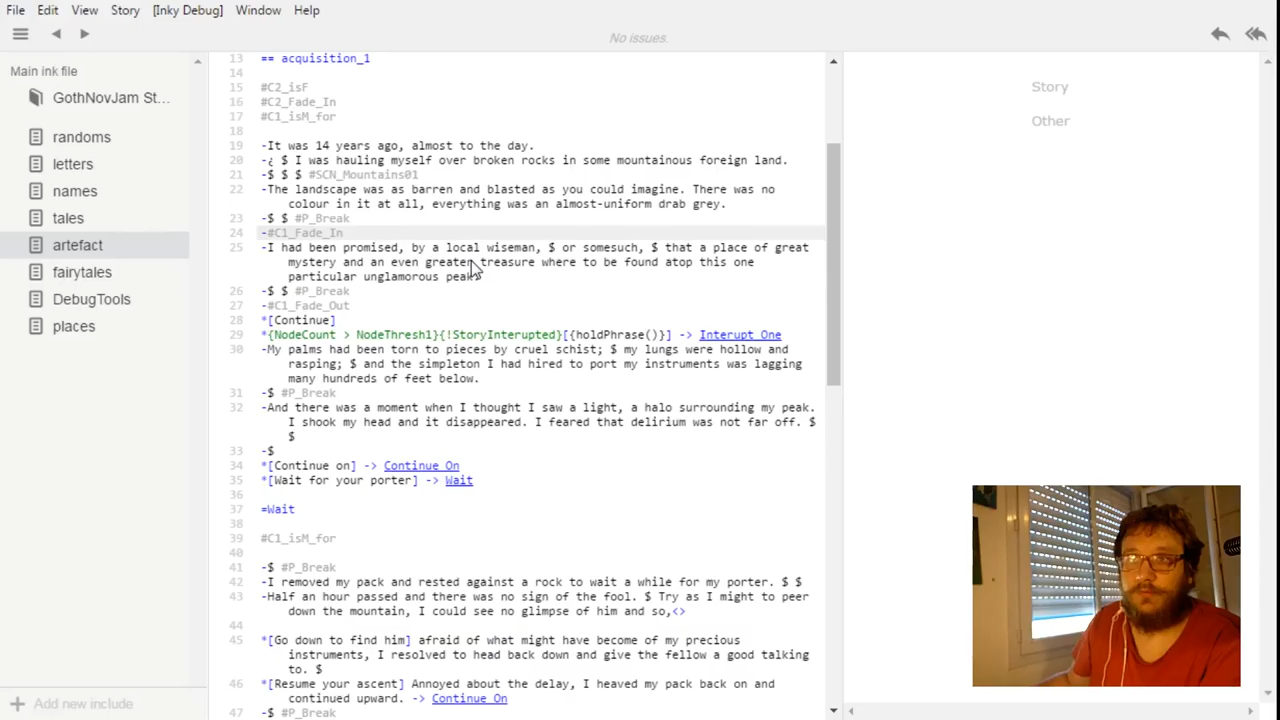 File Edit View Story [Inky Debug] Window Help
No issues.
Main ink file
GothNovJam St...
randoms
letters
names
tales
artefact
fairytales
DebugTools
places
Add new include
13 == acquisition_1
14
15 #C2_isF
16 #C2_Fade_In
17 #C1_isM_for
18
19 -It was 14 years ago, almost to the day.
20 -¿ $ I was hauling myself over broken rocks in some mountainous foreign land.
21 -$ $ $ #SCN_Mountains01
22 -The landscape was as barren and blasted as you could imagine. There was no
colour in it at all, everything was an almost-uniform drab grey.
23 -$ $ #P_Break
24 -#C1_Fade_In
25 -I had been promised, by a local wiseman, $ or somesuch, $ that a place of great
mystery and an even greater treasure where to be found atop this one
particular unglamorous peak.
26 -$ $ #P_Break
27 -#C1_Fade_Out
28 *[Continue]
29 *{NodeCount > NodeThresh1}{!StoryInterupted}[{holdPhrase()}] -> Interupt_One
30 -My palms had been torn to pieces by cruel schist; $ my lungs were hollow and
rasping; $ and the simpleton I had hired to port my instruments was lagging
many hundreds of feet below.
31 -$ #P_Break
32 -And there was a moment when I thought I saw a light, a halo surrounding my peak.
I shook my head and it disappeared. I feared that delirium was not far off. $
$
33 -$
34 *[Continue on] -> Continue_On
35 *[Wait for your porter] -> Wait
36
37 =Wait
38
39 #C1_isM_for
40
41 -$ #P_Break
42 -I removed my pack and rested against a rock to wait a while for my porter. $ $
43 -Half an hour passed and there was no sign of the fool. $ Try as I might to peer
down the mountain, I could see no glimpse of him and so,<>
44
45 *[Go down to find him] afraid of what might have become of my precious
instruments, I resolved to head back down and give the fellow a good talking
to. $
46 *[Resume your ascent] Annoyed about the delay, I heaved my pack back on and
continued upward. -> Continue_On
47 -$ #P_Break
Story
Other